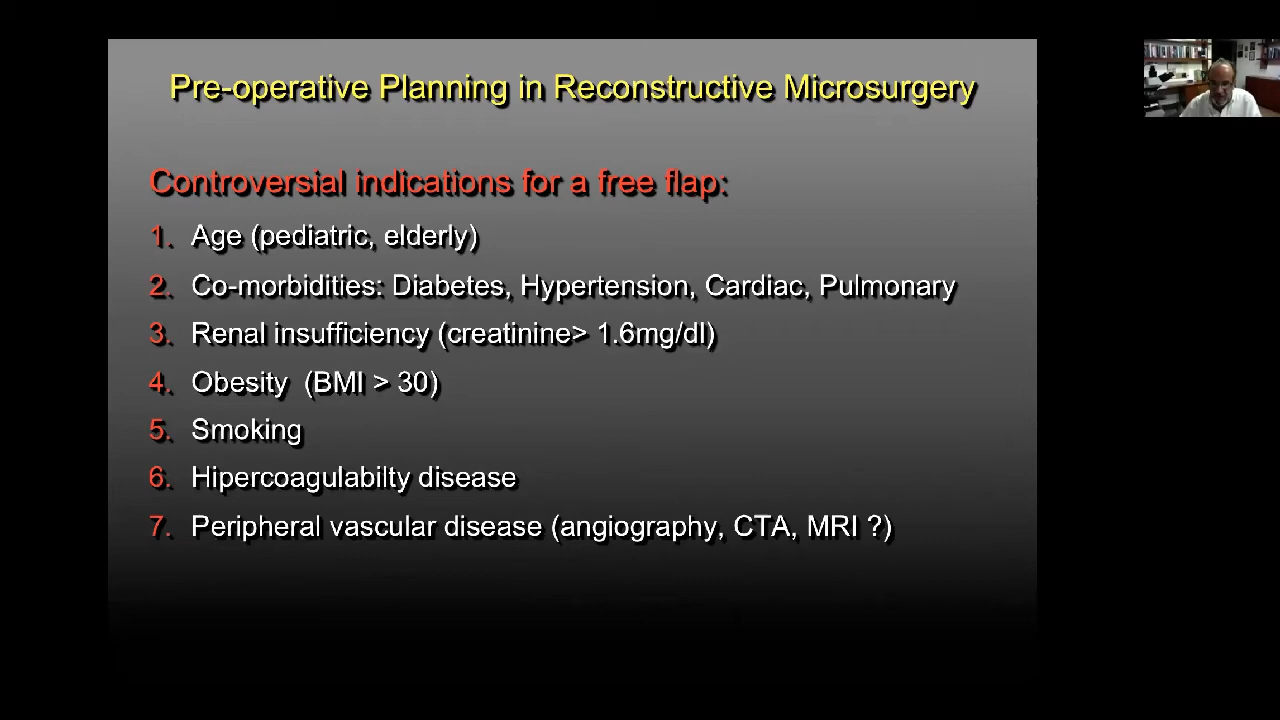 Pre-operative Planning in Reconstructive Microsurgery
Controversial indications for a free flap:
1. Age (pediatric, elderly)
2. Co-morbidities: Diabetes, Hypertension, Cardiac, Pulmonary
3. Renal insufficiency (creatinine> 1.6mg/dl)
4. Obesity (BMI > 30)
5. Smoking
6. Hipercoagulabilty disease
7. Peripheral vascular disease (angiography, CTA, MRI ?)